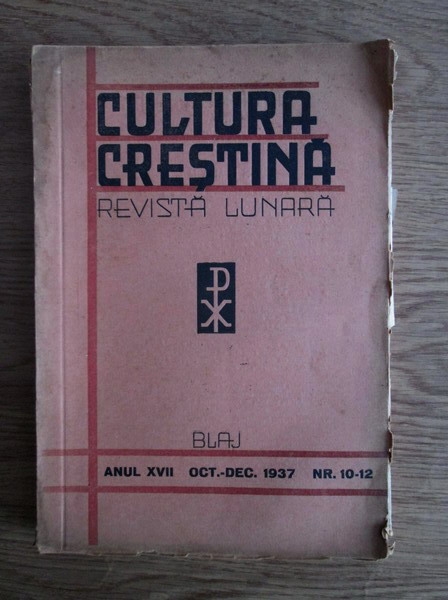 CULTURA
CREȘTINĂ
REVISTĂ LUNARĂ
BLAJ
ANUL XVII OCT.-DEC. 1937 NR. 10-12